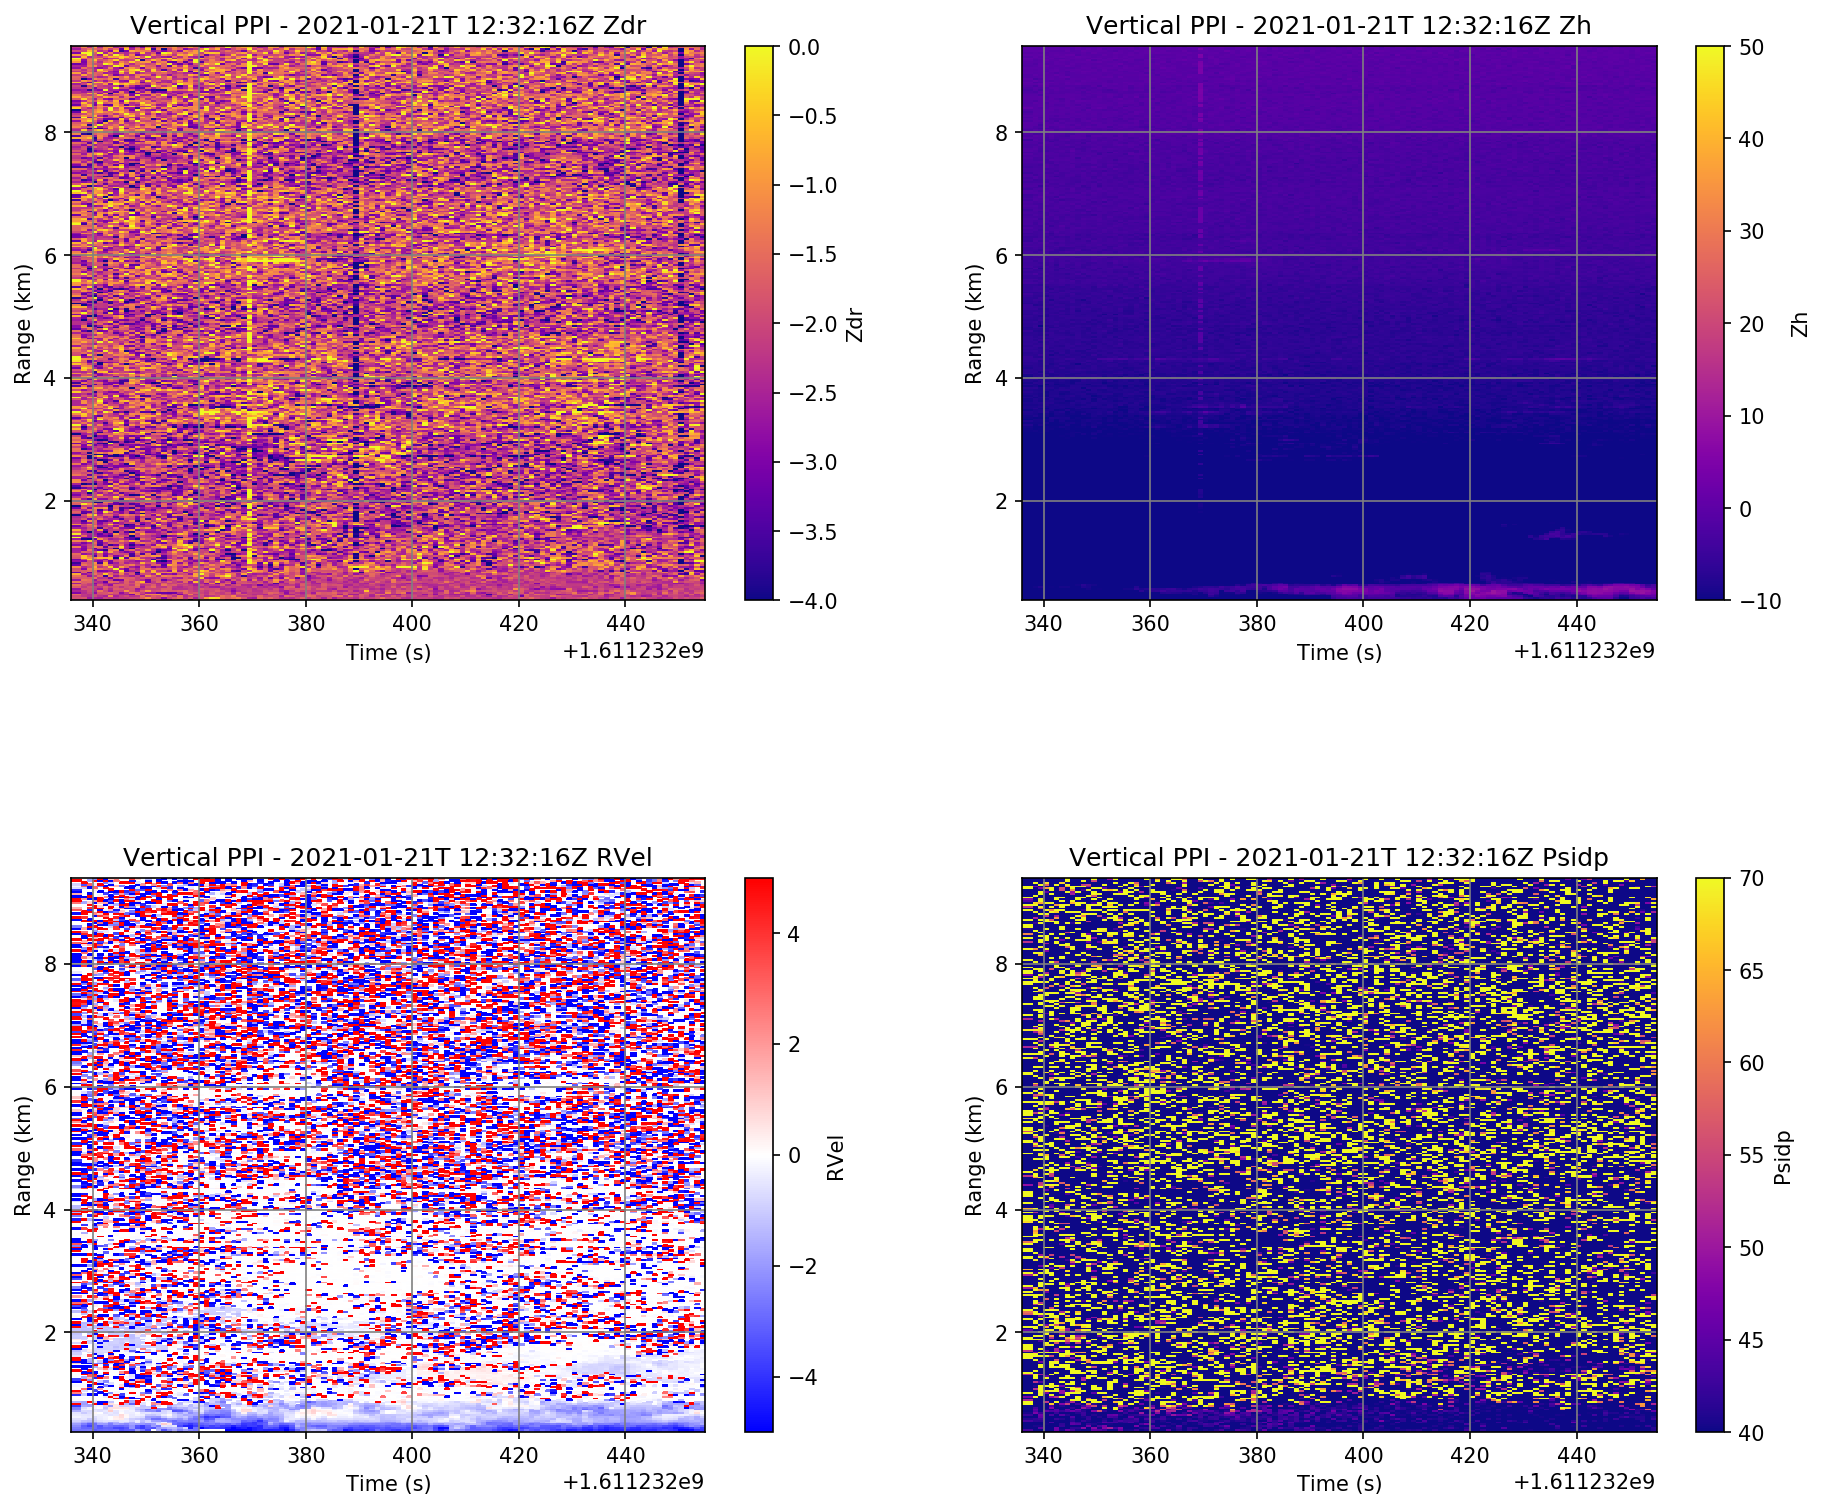 Vertical PPI - 2021-01-21T 12:32:16Z Zdr
Range (km)
8
6
4
2
340 360 380 400 420 440
Time (s)
+1.611232e9
0.0
−0.5
−1.0
−1.5
−2.0
−2.5
−3.0
−3.5
−4.0
Zdr
Vertical PPI - 2021-01-21T 12:32:16Z Zh
Range (km)
8
6
4
2
340 360 380 400 420 440
Time (s)
+1.611232e9
50
40
30
20
10
0
−10
Zh
Vertical PPI - 2021-01-21T 12:32:16Z RVel
Range (km)
8
6
4
2
340 360 380 400 420 440
Time (s)
+1.611232e9
4
2
0
−2
−4
RVel
Vertical PPI - 2021-01-21T 12:32:16Z Psidp
Range (km)
8
6
4
2
340 360 380 400 420 440
Time (s)
+1.611232e9
70
65
60
55
50
45
40
Psidp